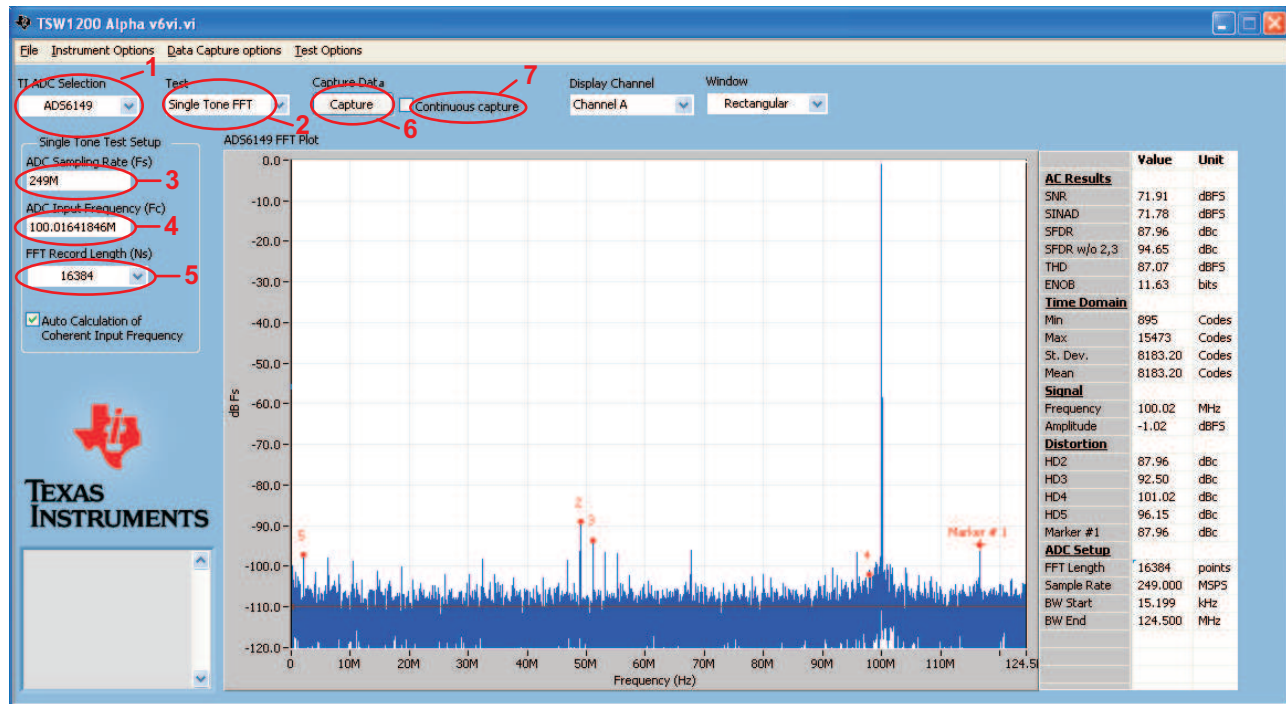 TSW1200 Alpha v6vi.vi
File Instrument Options Data Capture options Test Options
1
7
TI ADC Selection Test Capture Data Display Channel Window
ADS6149 Single Tone FFT Capture Continuous capture Channel A Rectangular
2
6
Single Tone Test Setup
ADC Sampling Rate (Fs)
249M
3
ADC Input Frequency (Fc)
100.01641846M
4
FFT Record Length (Ns)
16384
5
Auto Calculation of
Coherent Input Frequency
TEXAS
INSTRUMENTS
ADS6149 FFT Plot
dB Fs
0.0
-10.0
-20.0
-30.0
-40.0
-50.0
-60.0
-70.0
-80.0
-90.0
-100.0
-110.0
-120.0
5
2
3
4
Marker # 1
0 10M 20M 30M 40M 50M 60M 70M 80M 90M 100M 110M 124.5
Frequency (Hz)
Value Unit
AC Results
SNR 71.91 dBFS
SINAD 71.78 dBFS
SFDR 87.96 dBc
SFDR w/o 2,3 94.65 dBc
THD 87.07 dBFS
ENOB 11.63 bits
Time Domain
Min 895 Codes
Max 15473 Codes
St. Dev. 8183.20 Codes
Mean 8183.20 Codes
Signal
Frequency 100.02 MHz
Amplitude -1.02 dBFS
Distortion
HD2 87.96 dBc
HD3 92.50 dBc
HD4 101.02 dBc
HD5 96.15 dBc
Marker #1 87.96 dBc
ADC Setup
FFT Length 16384 points
Sample Rate 249.000 MSPS
BW Start 15.199 kHz
BW End 124.500 MHz